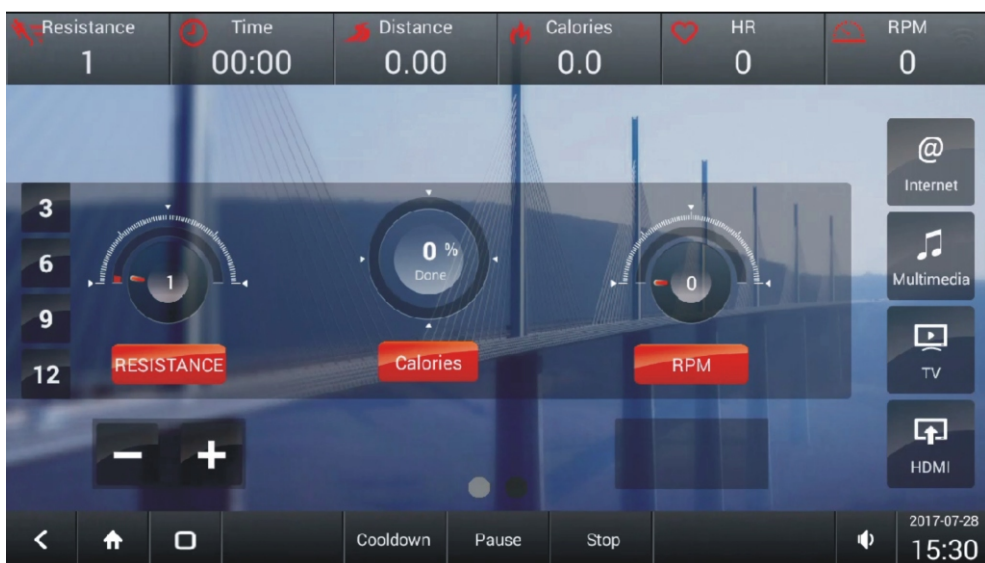 Resistance Time Distance Calories HR RPM
1 00:00 0.00 0.0 0 0
@
Internet
3
6
9
12
1
0 %
Done
0
Multimedia
RESISTANCE Calories RPM
TV
HDMI
Cooldown Pause Stop
2017-07-28
15:30